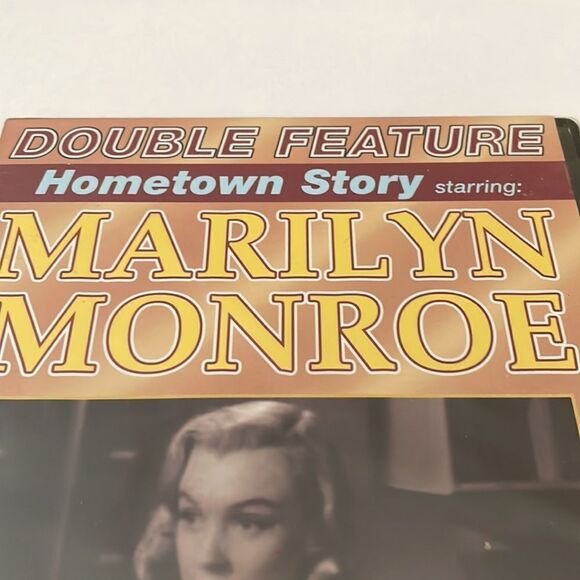 DOUBLE FEATURE
Hometown Story starring:
MARILYN
MONROE